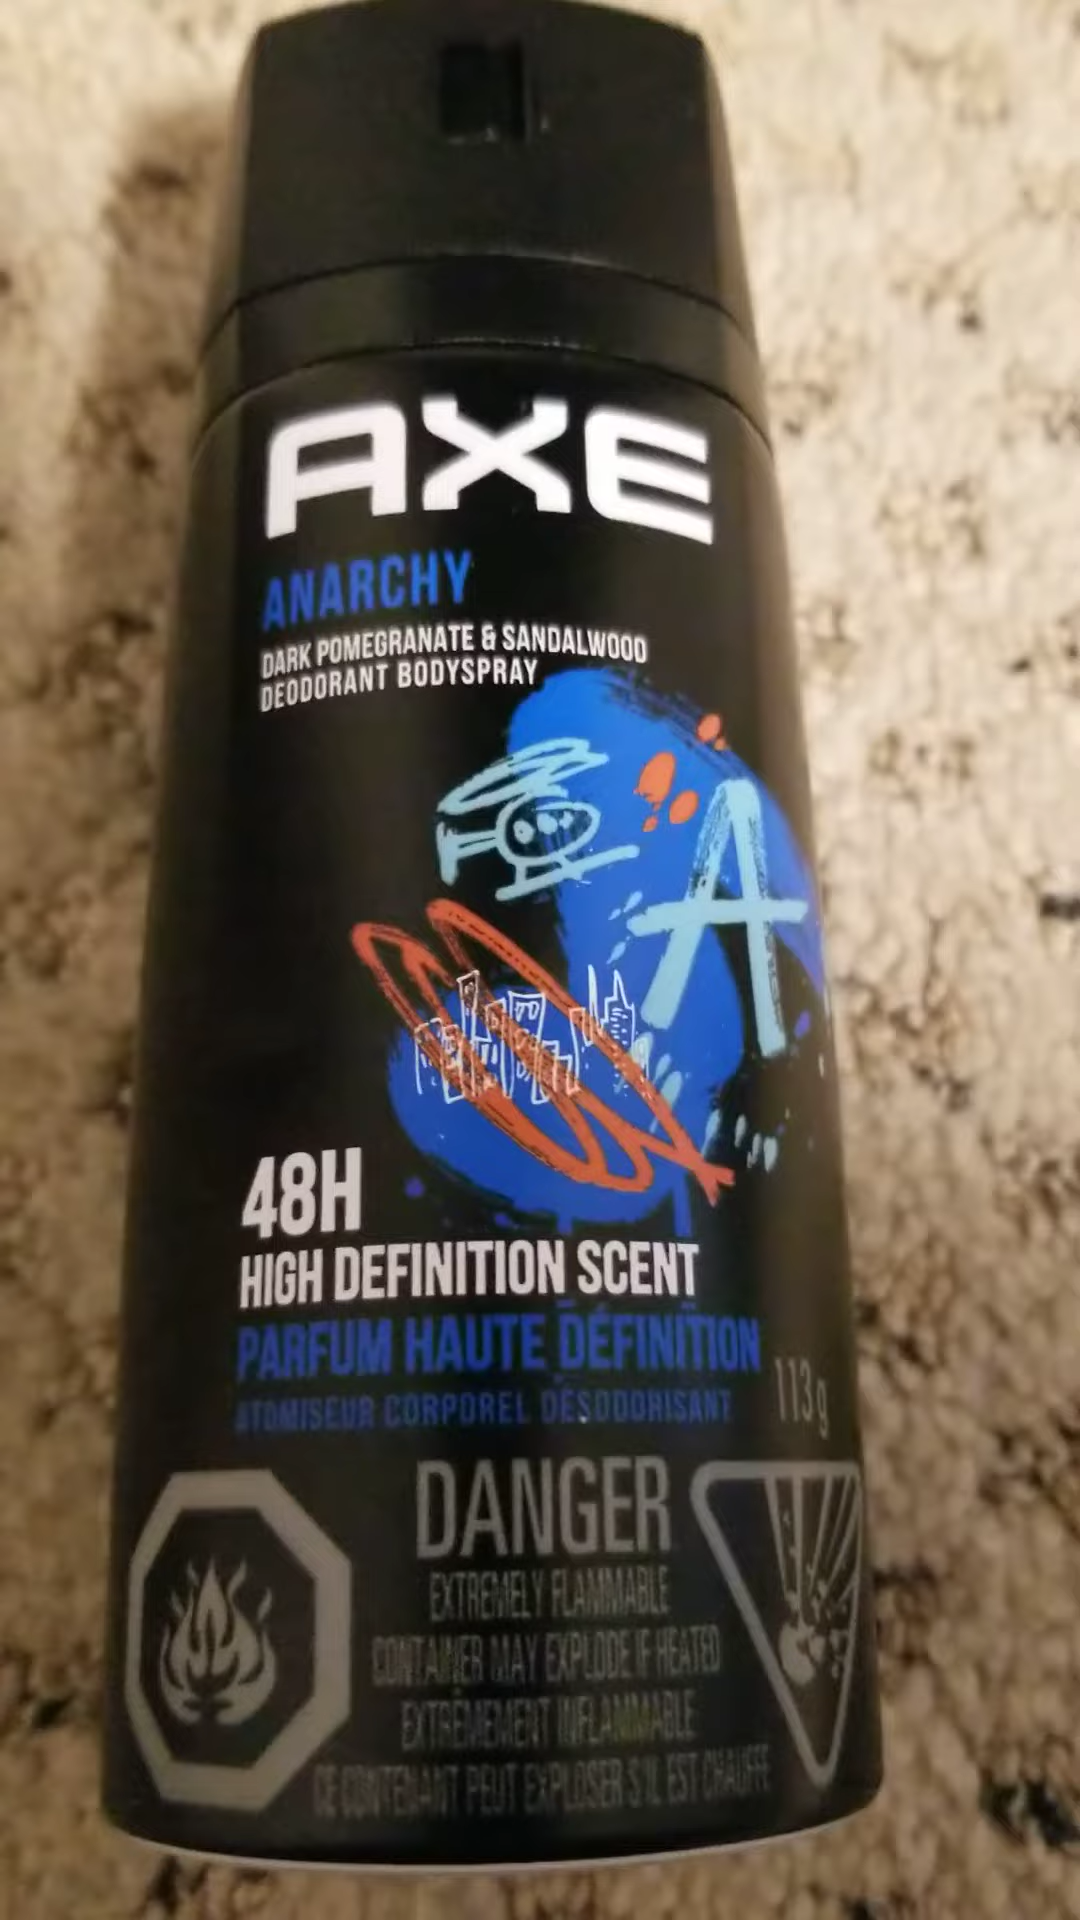 AXE
ANARCHY
DARK POMEGRANATE & SANDALWOOD
DEODORANT BODYSPRAY
A
48H
HIGH DEFINITION SCENT
PARFUM HAUTE DÉFINITION
ATOMISEUR CORPOREL DÉSODORISANT
113g
DANGER
EXTREMELY FLAMMABLE
CONTAINER MAY EXPLODE IF HEATED
EXTRÊMEMENT INFLAMMABLE
CE CONTENANT PEUT EXPLOSER S'IL EST CHAUFFÉ